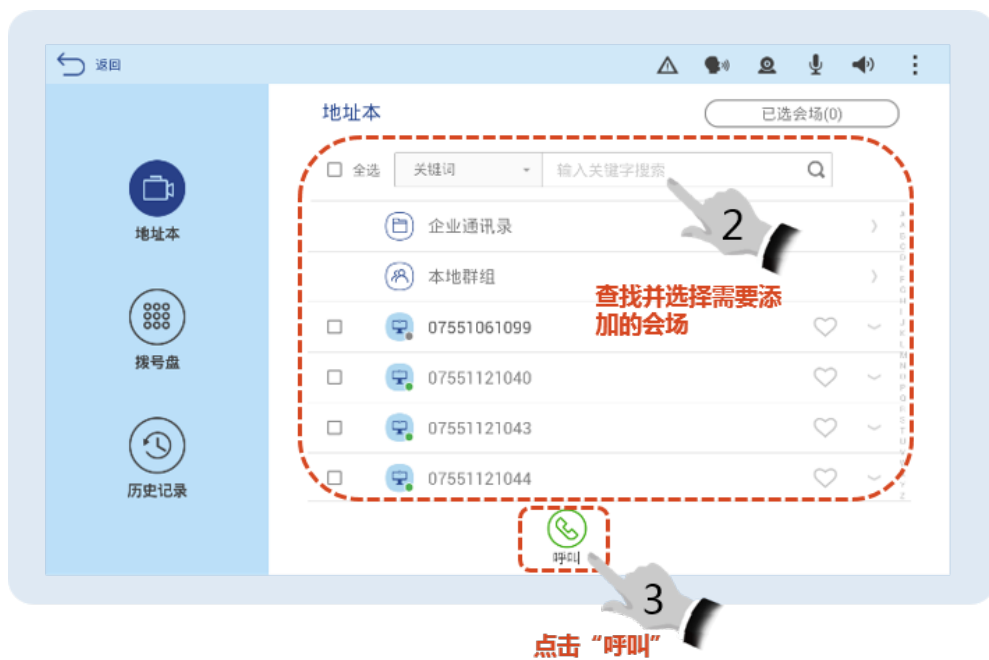 返回
地址本
已选会场(0)
全选 关键词 输入关键字搜索
2
企业通讯录
本地群组
查找并选择需要添
加的会场
07551061099
07551121040
07551121043
07551121044
地址本
拨号盘
历史记录
呼叫
3
点击“呼叫”